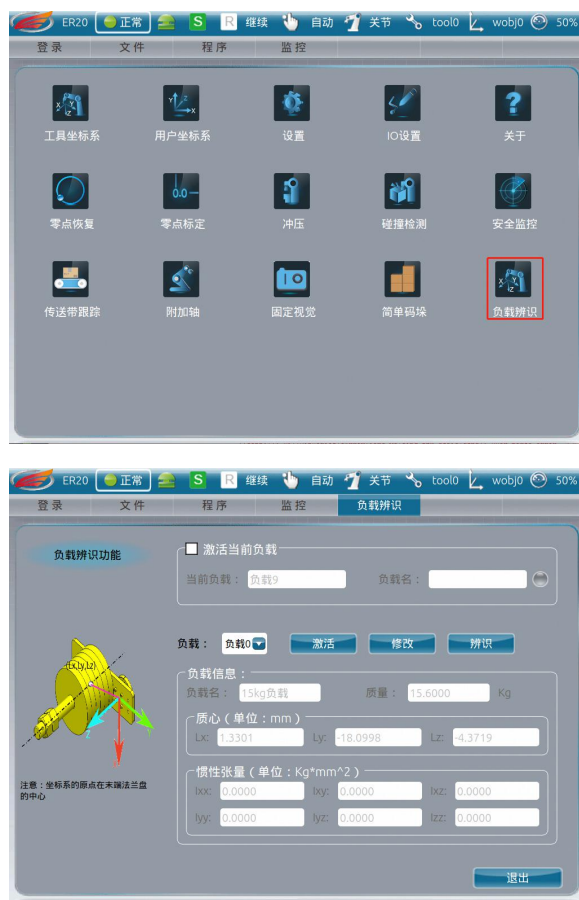 ER20 正常 S R 继续 自动 关节 tool0 wobj0 50%
登录 文件 程序 监控
Y X Z Y X
工具坐标系 用户坐标系 设置 IO设置 关于
0.0
零点恢复 零点标定 冲压 碰撞检测 安全监控
X Z
传送带跟踪 附加轴 固定视觉 简单码垛 负载辨识
ER20 正常 S R 继续 自动 关节 tool0 wobj0 50%
登录 文件 程序 监控 负载辨识
负载辨识功能
激活当前负载
当前负载： 负载9 负载名：
负载： 负载0 激活 修改 辨识
负载信息：
负载名： 15kg负载 质量： 15.6000 Kg
质心（单位：mm）
Lx: 1.3301 Ly: -18.0998 Lz: -4.3719
惯性张量（单位：Kg*mm^2）
Ixx: 0.0000 Ixy: 0.0000 Ixz: 0.0000
Iyy: 0.0000 Iyz: 0.0000 Izz: 0.0000
(Lx,Ly,Lz)
Z
注意：坐标系的原点在末端法兰盘
的中心
退出